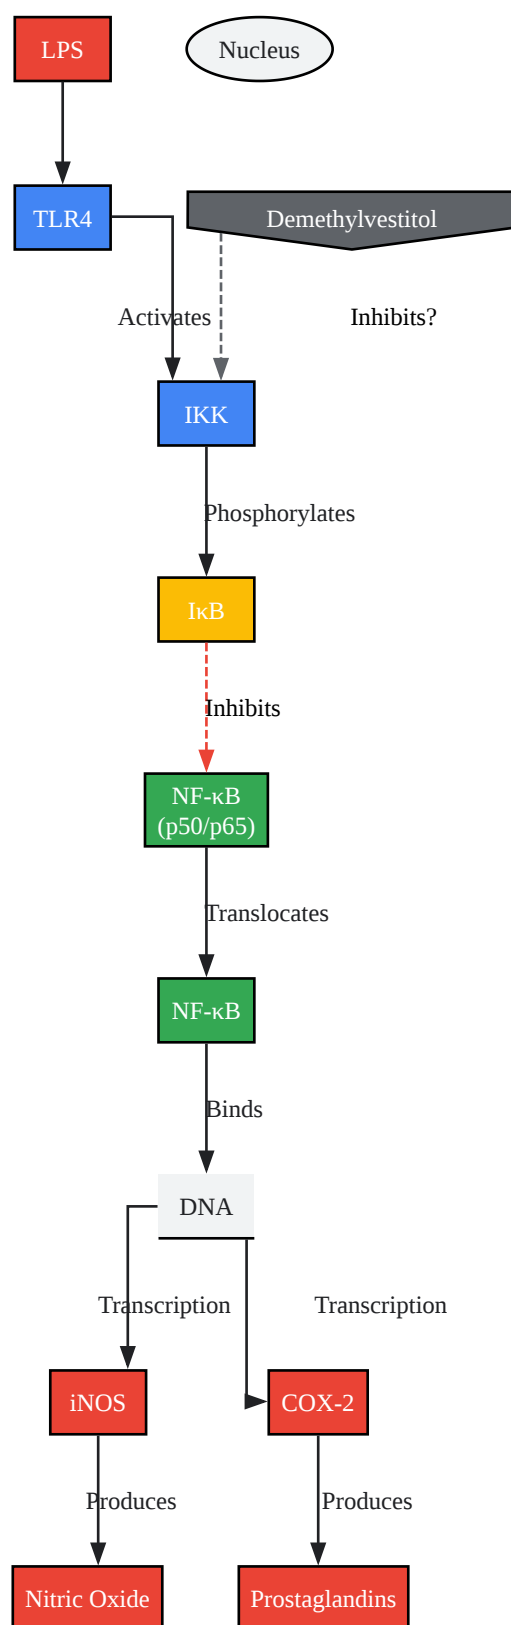 LPS
Nucleus
TLR4
Demethylvestitol
Activates
Inhibits?
IKK
Phosphorylates
IκB
Inhibits
NF-κB
(p50/p65)
Translocates
NF-κB
Binds
DNA
Transcription
Transcription
iNOS
COX-2
Produces
Produces
Nitric Oxide
Prostaglandins